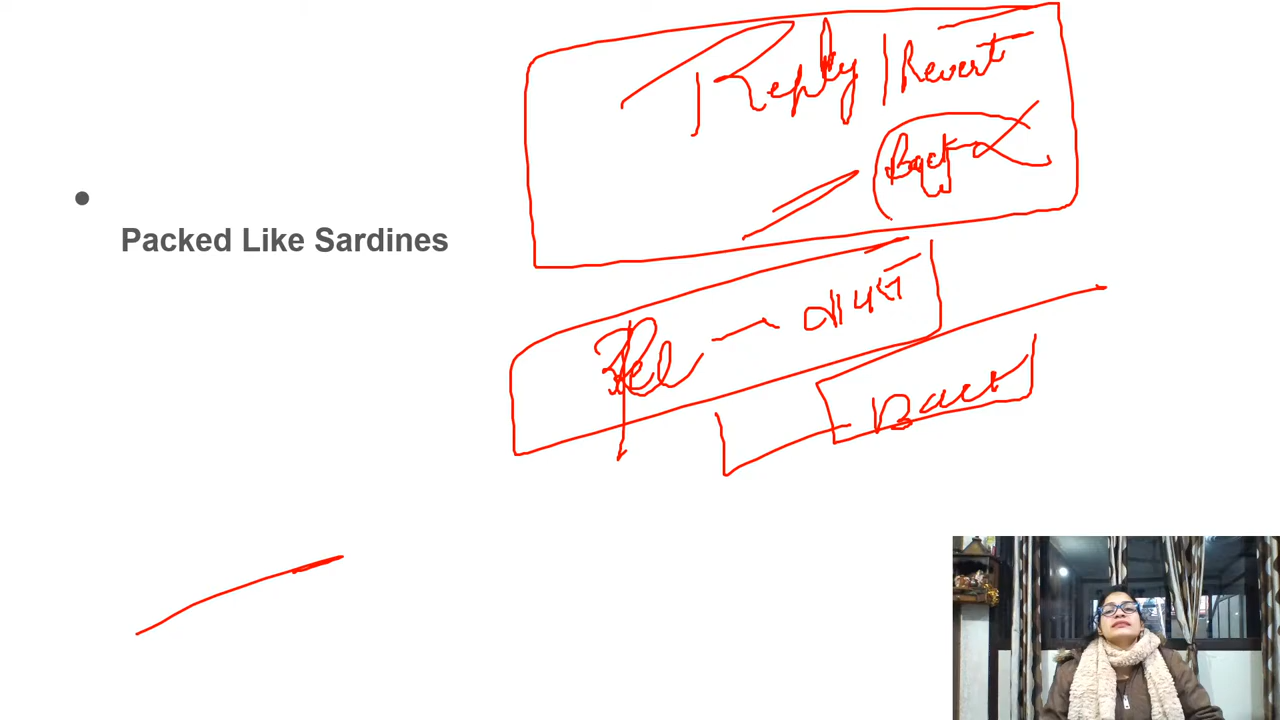 Reply | Revert
Back
Packed Like Sardines
Re — वापस
Back